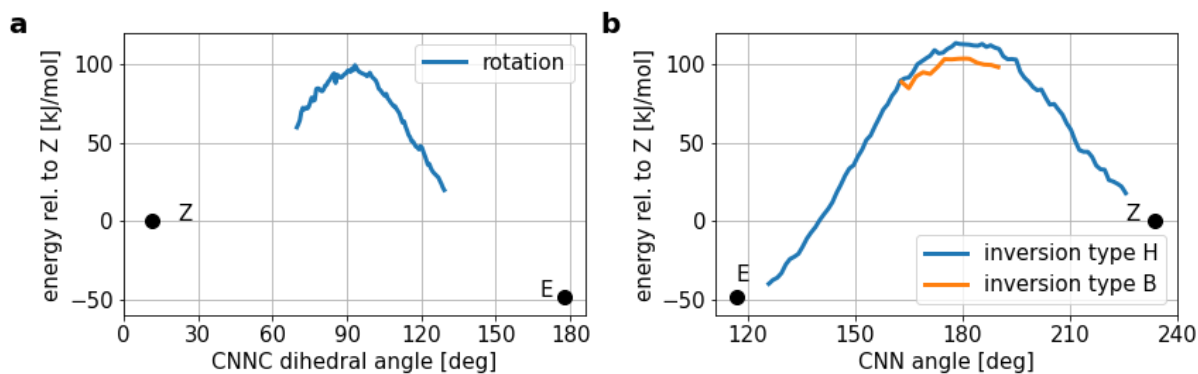 a
energy rel. to Z [kJ/mol]
100
50
0
−50
rotation
Z
E
0
30
60
90
120
150
180
CNNC dihedral angle [deg]
b
energy rel. to Z [kJ/mol]
100
50
0
−50
E
Z
inversion type H
inversion type B
120
150
180
210
240
CNN angle [deg]